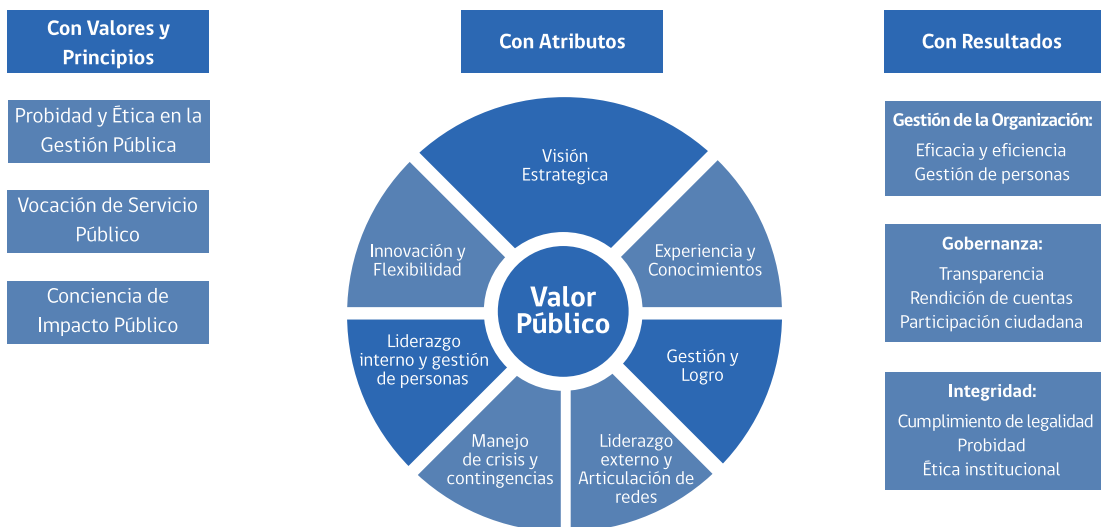 Con Valores y
Principios
Probidad y Ética en la
Gestión Pública
Vocación de Servicio
Público
Conciencia de
Impacto Público
Con Atributos
Visión
Estrategica
Experiencia y
Conocimientos
Gestión y
Logro
Liderazgo
externo y
Articulación de
redes
Manejo
de crisis y
contingencias
Liderazgo
interno y gestión
de personas
Innovación y
Flexibilidad
Valor
Público
Con Resultados
Gestión de la Organización:
Eficacia y eficiencia
Gestión de personas
Gobernanza:
Transparencia
Rendición de cuentas
Participación ciudadana
Integridad:
Cumplimiento de legalidad
Probidad
Ética institucional